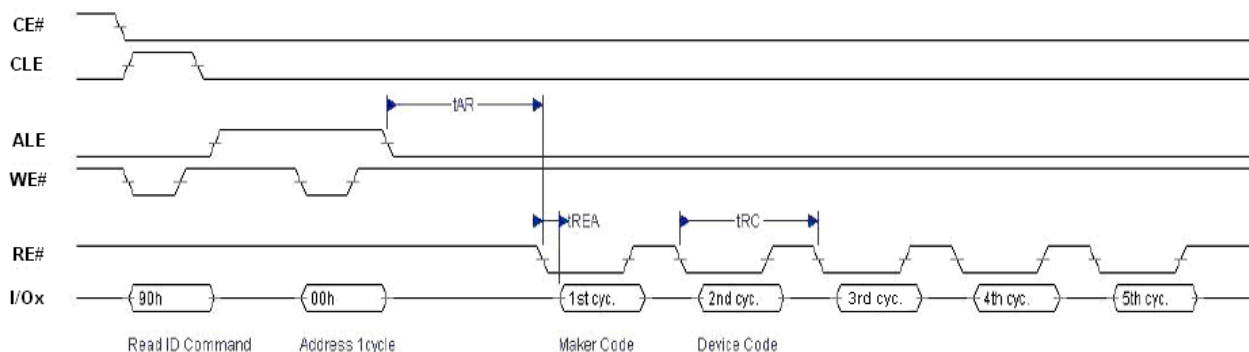 CE#
CLE
tAR
ALE
WE#
tREA
tRC
RE#
I/Ox
90h
00h
1st cyc.
2nd cyc.
3rd cyc.
4th cyc.
5th cyc.
Read ID Command
Address 1cycle
Maker Code
Device Code